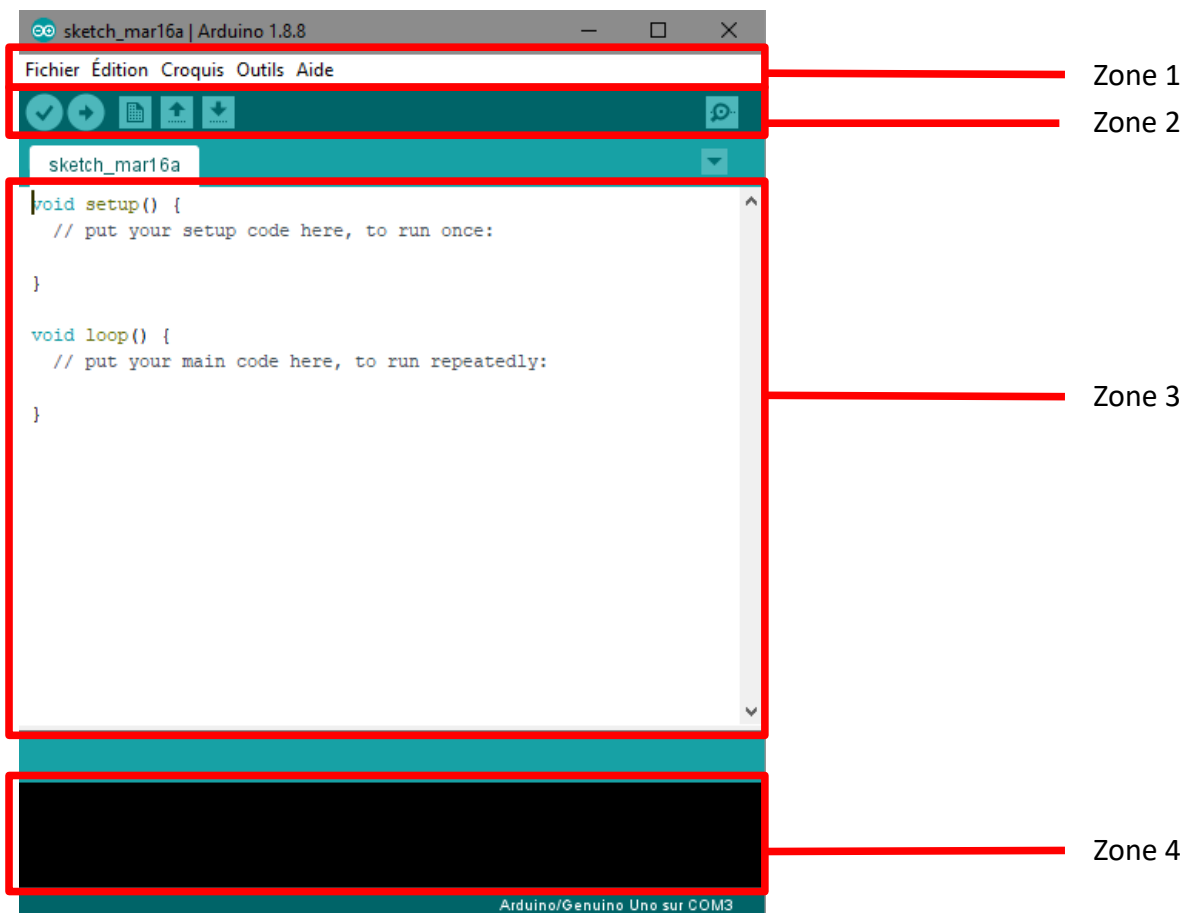 sketch_mar16a | Arduino 1.8.8
Fichier Édition Croquis Outils Aide
Zone 1
Zone 2
sketch_mar16a
void setup() {
// put your setup code here, to run once:
}
void loop() {
// put your main code here, to run repeatedly:
}
Zone 3
Zone 4
Arduino/Genuino Uno sur COM3